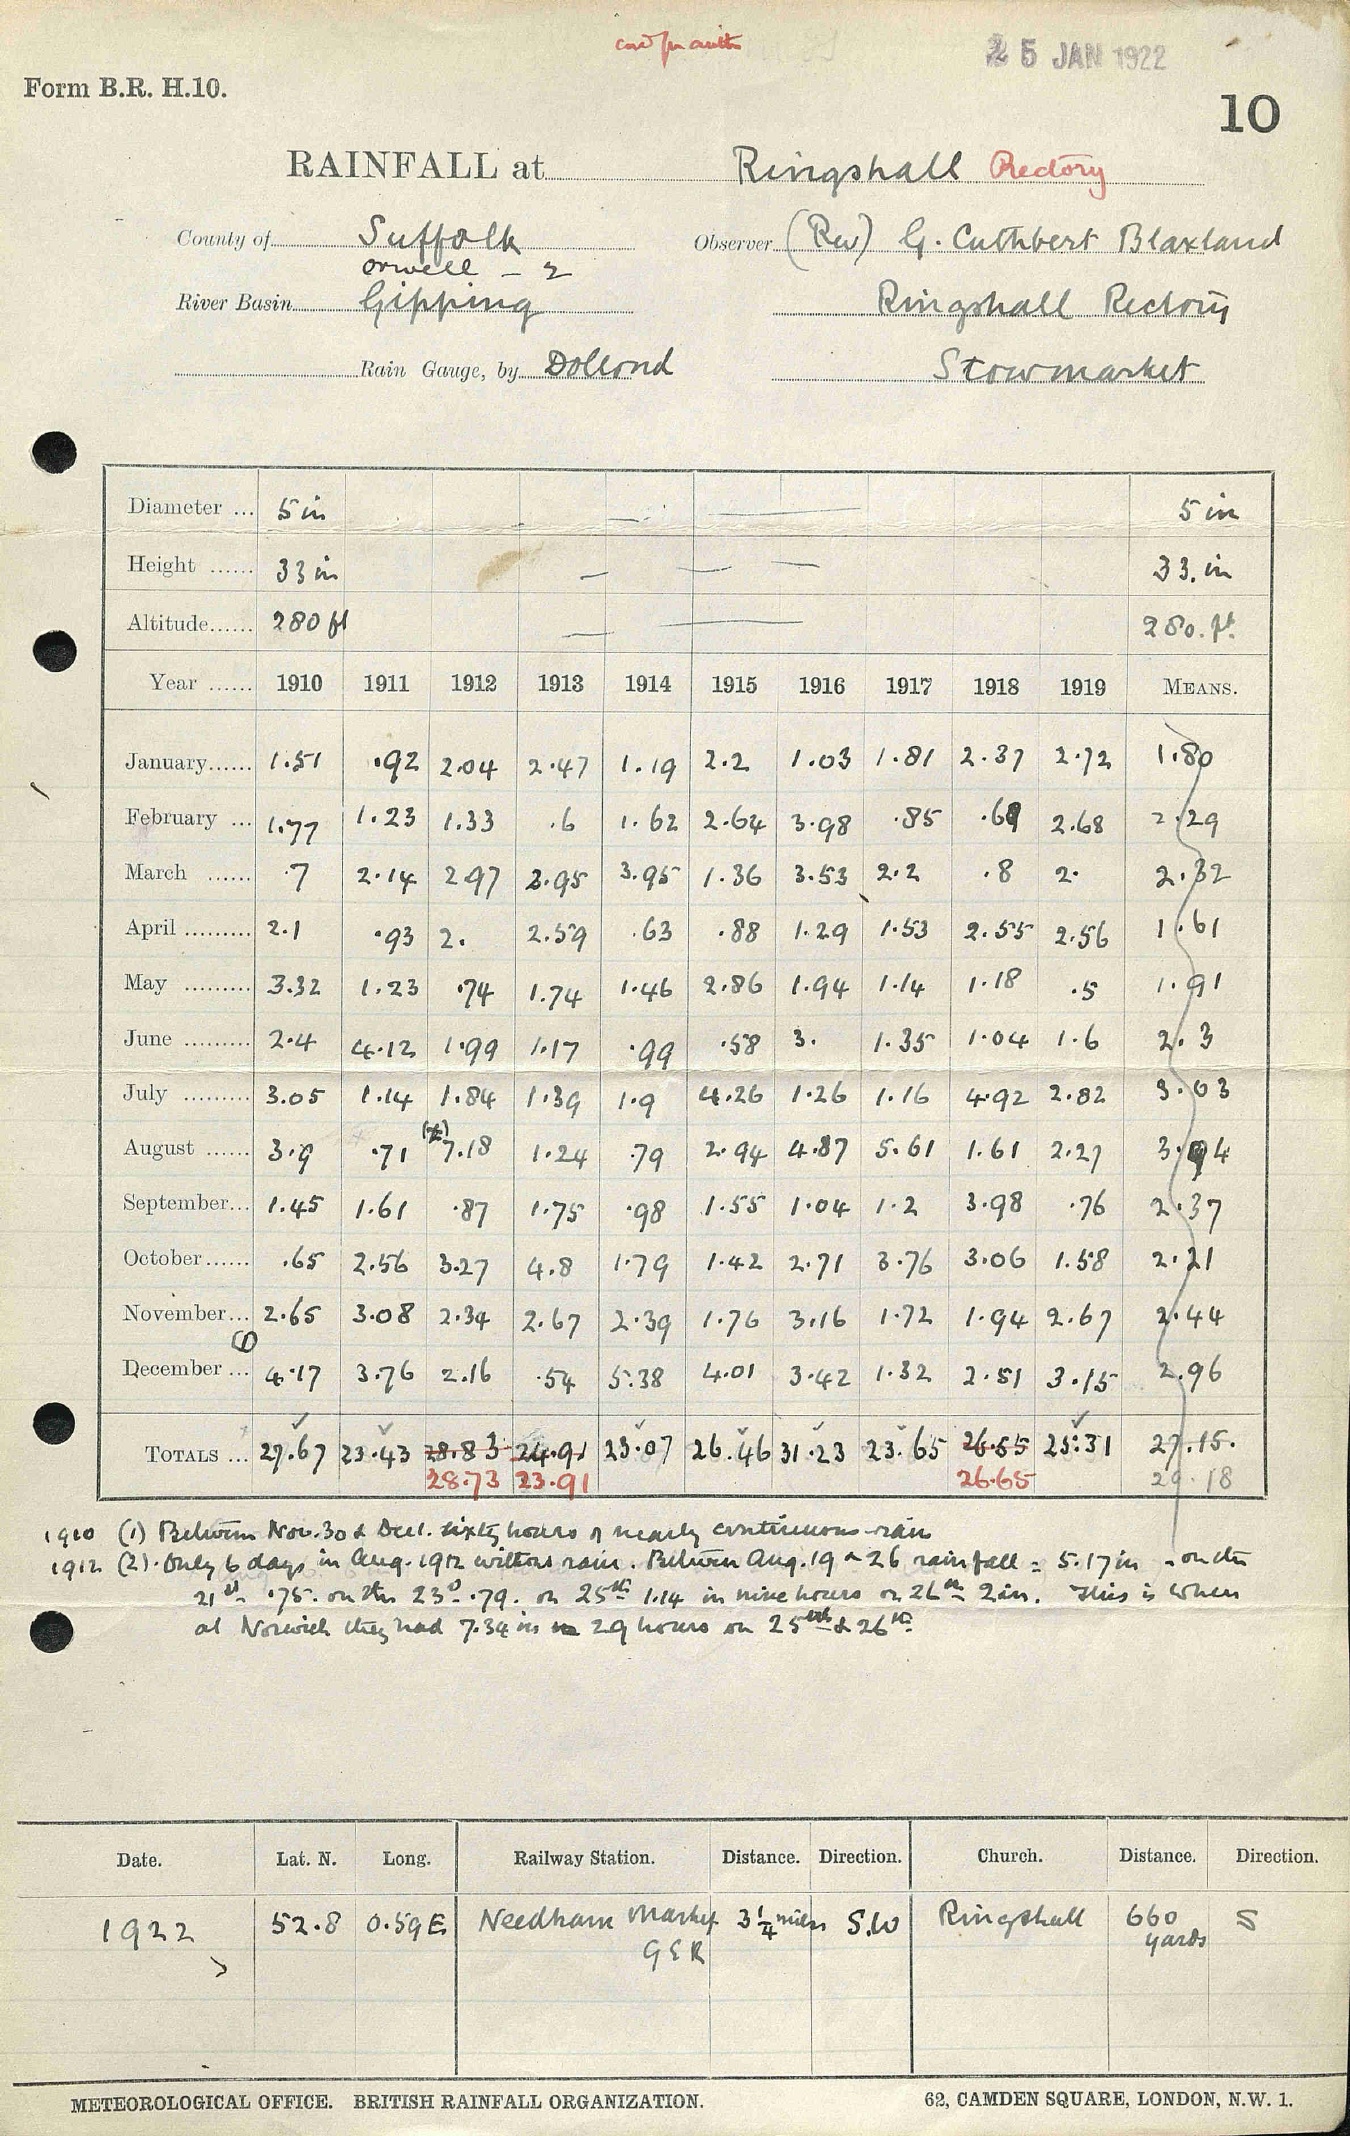 25 JAN 1922
Form B.R. H.10.
10
RAINFALL at Ringshall Rectory
County of Suffolk Observer (Rev) G. Cuthbert Blaxland
Orwell - 2
River Basin Gipping Ringshall Rectory
Rain Gauge, by Dollond Stowmarket
Diameter ... 5 in 5 in
Height ...... 33 in 33. in
Altitude...... 280 ft 280. ft.
Year ...... 1910 1911 1912 1913 1914 1915 1916 1917 1918 1919 MEANS.
January...... 1.51 .92 2.04 2.47 1.19 2.2 1.03 1.81 2.37 2.72 1.80
February ... 1.77 1.23 1.33 .6 1.62 2.64 3.98 .85 2.68 2.29
March ...... .7 2.14 2.97 2.95 3.95 1.36 3.53 2.2 .8 2. 2.32
April ......... 2.1 .93 2. 2.59 .63 .88 1.29 1.53 2.55 2.56 1.61
May ......... 3.32 1.23 .74 1.74 1.46 2.86 1.94 1.14 1.18 .5 1.91
June ......... 2.4 4.12 1.99 1.17 .99 .58 3. 1.35 1.04 1.6 2.3
July ......... 3.05 1.14 1.84 1.39 1.9 4.26 1.26 1.16 4.92 2.82 3.03
August ...... 3.9 .71 (2) 7.18 1.24 .79 2.94 4.87 5.61 1.61 2.27 3.94
September... 1.45 1.61 .87 1.75 .98 1.55 1.04 1.2 3.98 .76 2.37
October...... .65 2.56 3.27 4.8 1.79 1.42 2.71 3.76 3.06 1.58 2.21
November... 2.65 3.08 2.34 2.67 2.39 1.76 3.16 1.72 1.94 2.67 2.44
(1)
December ... 4.17 3.76 2.16 .54 5.38 4.01 3.42 1.32 2.51 3.15 2.96
TOTALS ... 27.67 23.43 28.83 24.91 23.07 26.46 31.23 23.65 26.55 25.31 27.15.
28.73 23.91 26.65 29.18
1910 (1) Between Nov. 30 & Dec 1. sixty hours of nearly continuous rain
1912 (2). Only 6 days in Aug. 1912 without rain. Between Aug. 19 & 26 rainfall = 5.17 in - on the
21st .75. on the 23d .79. on 25th 1.14 in nine hours on 26th 2 in. This is when
at Norwich they had 7.34 ins in 29 hours on 25th & 26th
Date. Lat. N. Long. Railway Station. Distance. Direction. Church. Distance. Direction.
1922 52.8 0.59 E Needham Market 3 1/4 miles S.W Ringshall 660 S
G E R yards
METEOROLOGICAL OFFICE. BRITISH RAINFALL ORGANIZATION. 62, CAMDEN SQUARE, LONDON, N.W. 1.